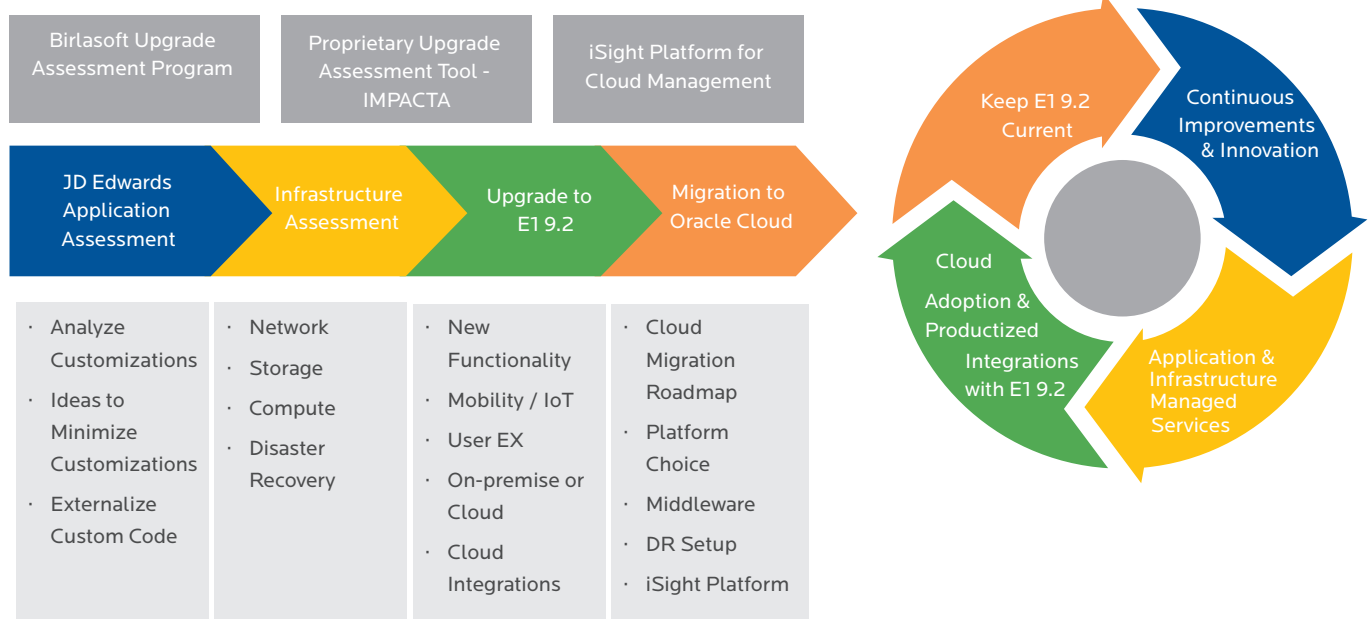 Birlasoft Upgrade
Assessment Program
Proprietary Upgrade
Assessment Tool -
IMPACTA
iSight Platform for
Cloud Management
JD Edwards
Application
Assessment
Infrastructure
Assessment
Upgrade to
E1 9.2
Migration to
Oracle Cloud
· Analyze
Customizations
· Ideas to
Minimize
Customizations
· Externalize
Custom Code
· Network
· Storage
· Compute
· Disaster
Recovery
· New
Functionality
· Mobility / IoT
· User EX
· On-premise or
Cloud
· Cloud
Integrations
· Cloud
Migration
Roadmap
· Platform
Choice
· Middleware
· DR Setup
· iSight Platform
Keep E1 9.2
Current
Continuous
Improvements
& Innovation
Application &
Infrastructure
Managed
Services
Cloud
Adoption &
Productized
Integrations
with E1 9.2